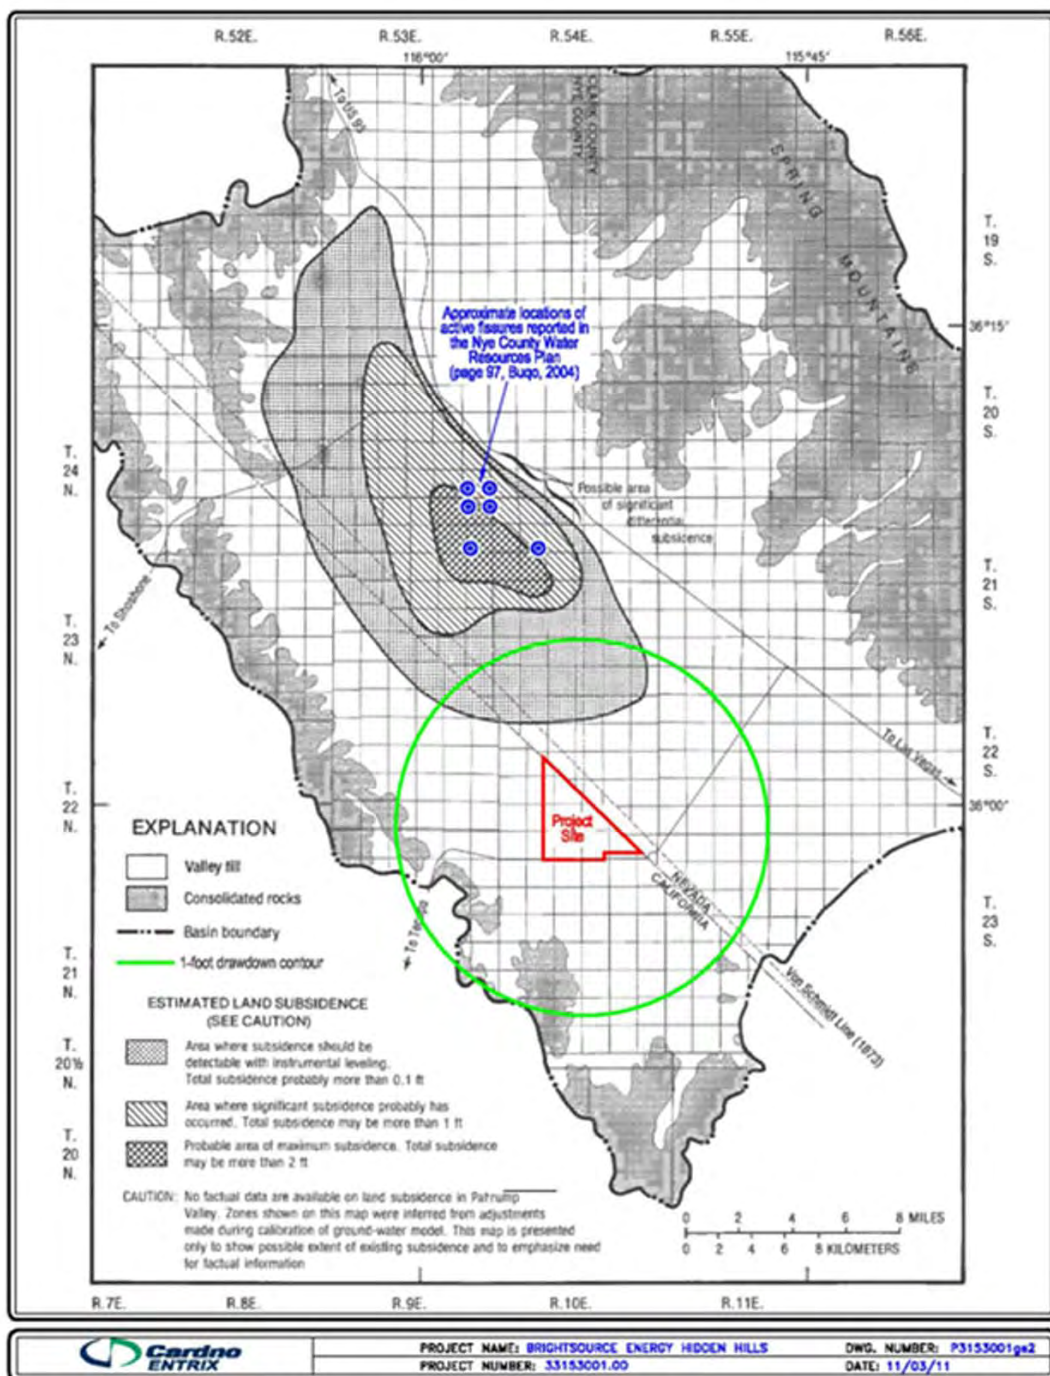 R.52E. R.53E. R.54E. R.55E. R.56E.
116°00" 115°45"
To US 95
CLARK COUNTY
NYE COUNTY
SPRING MOUNTAINS
T.
19
S.
Approximate locations of
active fissures reported in
the Nye County Water
Resources Plan
(page 97, Buqo, 2004)
36°15"
T.
20
S.
T.
24
N.
Possible area
of significant
differential
subsidence
T.
21
S.
To Shoshone
T.
23
N.
To Las Vegas
T.
22
S.
T.
22
N.
36°00"
Project
Site
NEVADA
CALIFORNIA
T.
23
S.
Von Schmidt Line (1873)
EXPLANATION
Valley fill
Consolidated rocks
Basin boundary
1-foot drawdown contour
T.
21
N.
ESTIMATED LAND SUBSIDENCE
(SEE CAUTION)
T.
20½
N.
Area where subsidence should be
detectable with instrumental leveling.
Total subsidence probably more than 0.1 ft
Area where significant subsidence probably has
occurred. Total subsidence may be more than 1 ft
T.
20
N.
Probable area of maximum subsidence. Total subsidence
may be more than 2 ft
CAUTION: No factual data are available on land subsidence in Pahrump
Valley. Zones shown on this map were inferred from adjustments
made during calibration of ground-water model. This map is presented
only to show possible extent of existing subsidence and to emphasize need
for factual information
0 2 4 6 8 MILES
0 2 4 6 8 KILOMETERS
R.7E. R.8E. R.9E. R.10E. R.11E.
Cardno
ENTRIX
PROJECT NAME: BRIGHTSOURCE ENERGY HIDDEN HILLS
PROJECT NUMBER: 33153001.00
DWG. NUMBER: P3153001gs2
DATE: 11/03/11